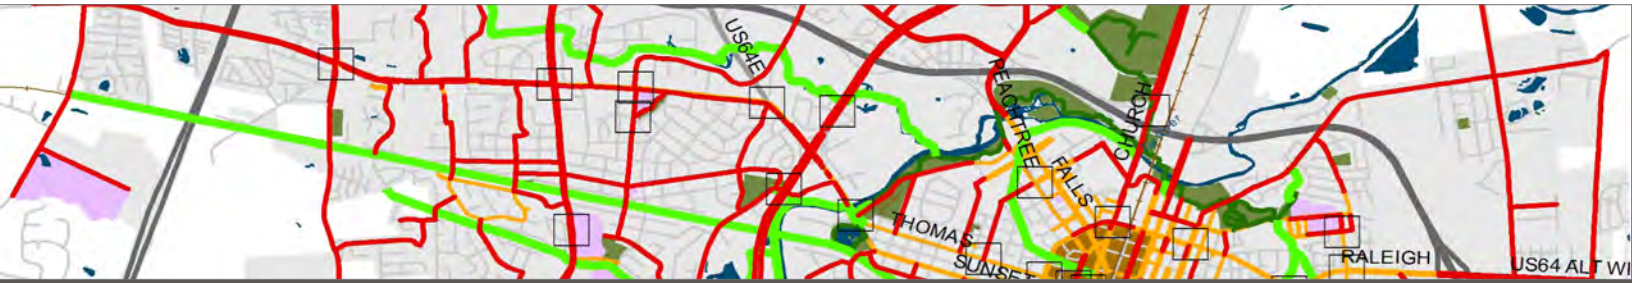 US64E
PEACHTREE
CHURCH
FALLS
THOMAS
SUNSET
RALEIGH
US64 ALT WI